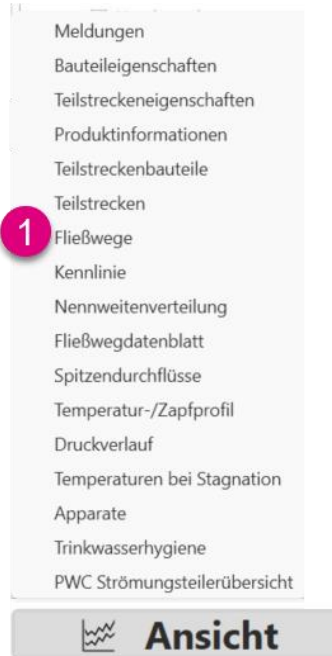 Meldungen
Bauteileigenschaften
Teilstreckeneigenschaften
Produktinformationen
Teilstreckenbauteile
Teilstrecken
1 Fließwege
Kennlinie
Nennweitenverteilung
Fließwegdatenblatt
Spitzendurchflüsse
Temperatur-/Zapfprofil
Druckverlauf
Temperaturen bei Stagnation
Apparate
Trinkwasserhygiene
PWC Strömungsteilerübersicht
Ansicht